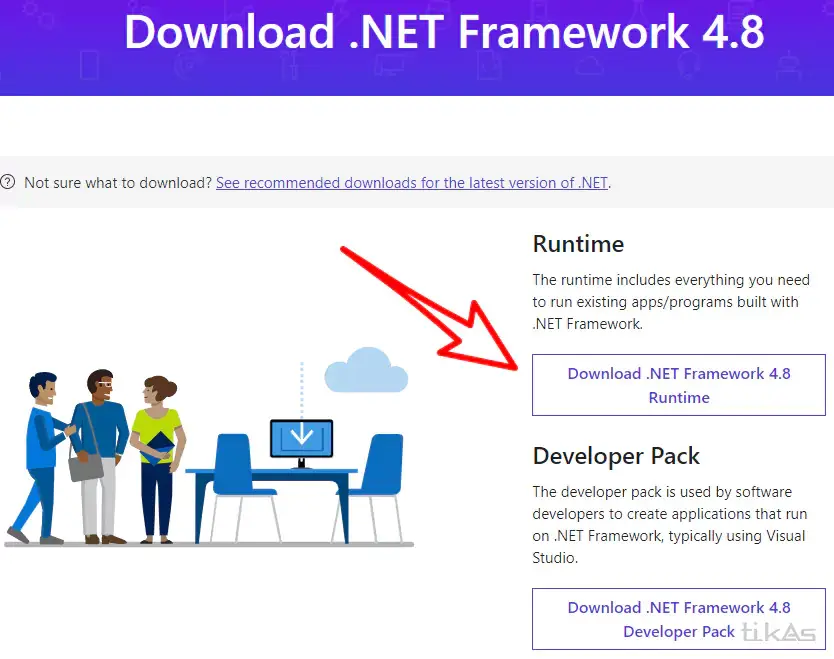 Download .NET Framework 4.8
Not sure what to download? See recommended downloads for the latest version of .NET.
Runtime
The runtime includes everything you need
to run existing apps/programs built with
.NET Framework.
Download .NET Framework 4.8
Runtime
Developer Pack
The developer pack is used by software
developers to create applications that run
on .NET Framework, typically using Visual
Studio.
Download .NET Framework 4.8
Developer Pack
tikAs